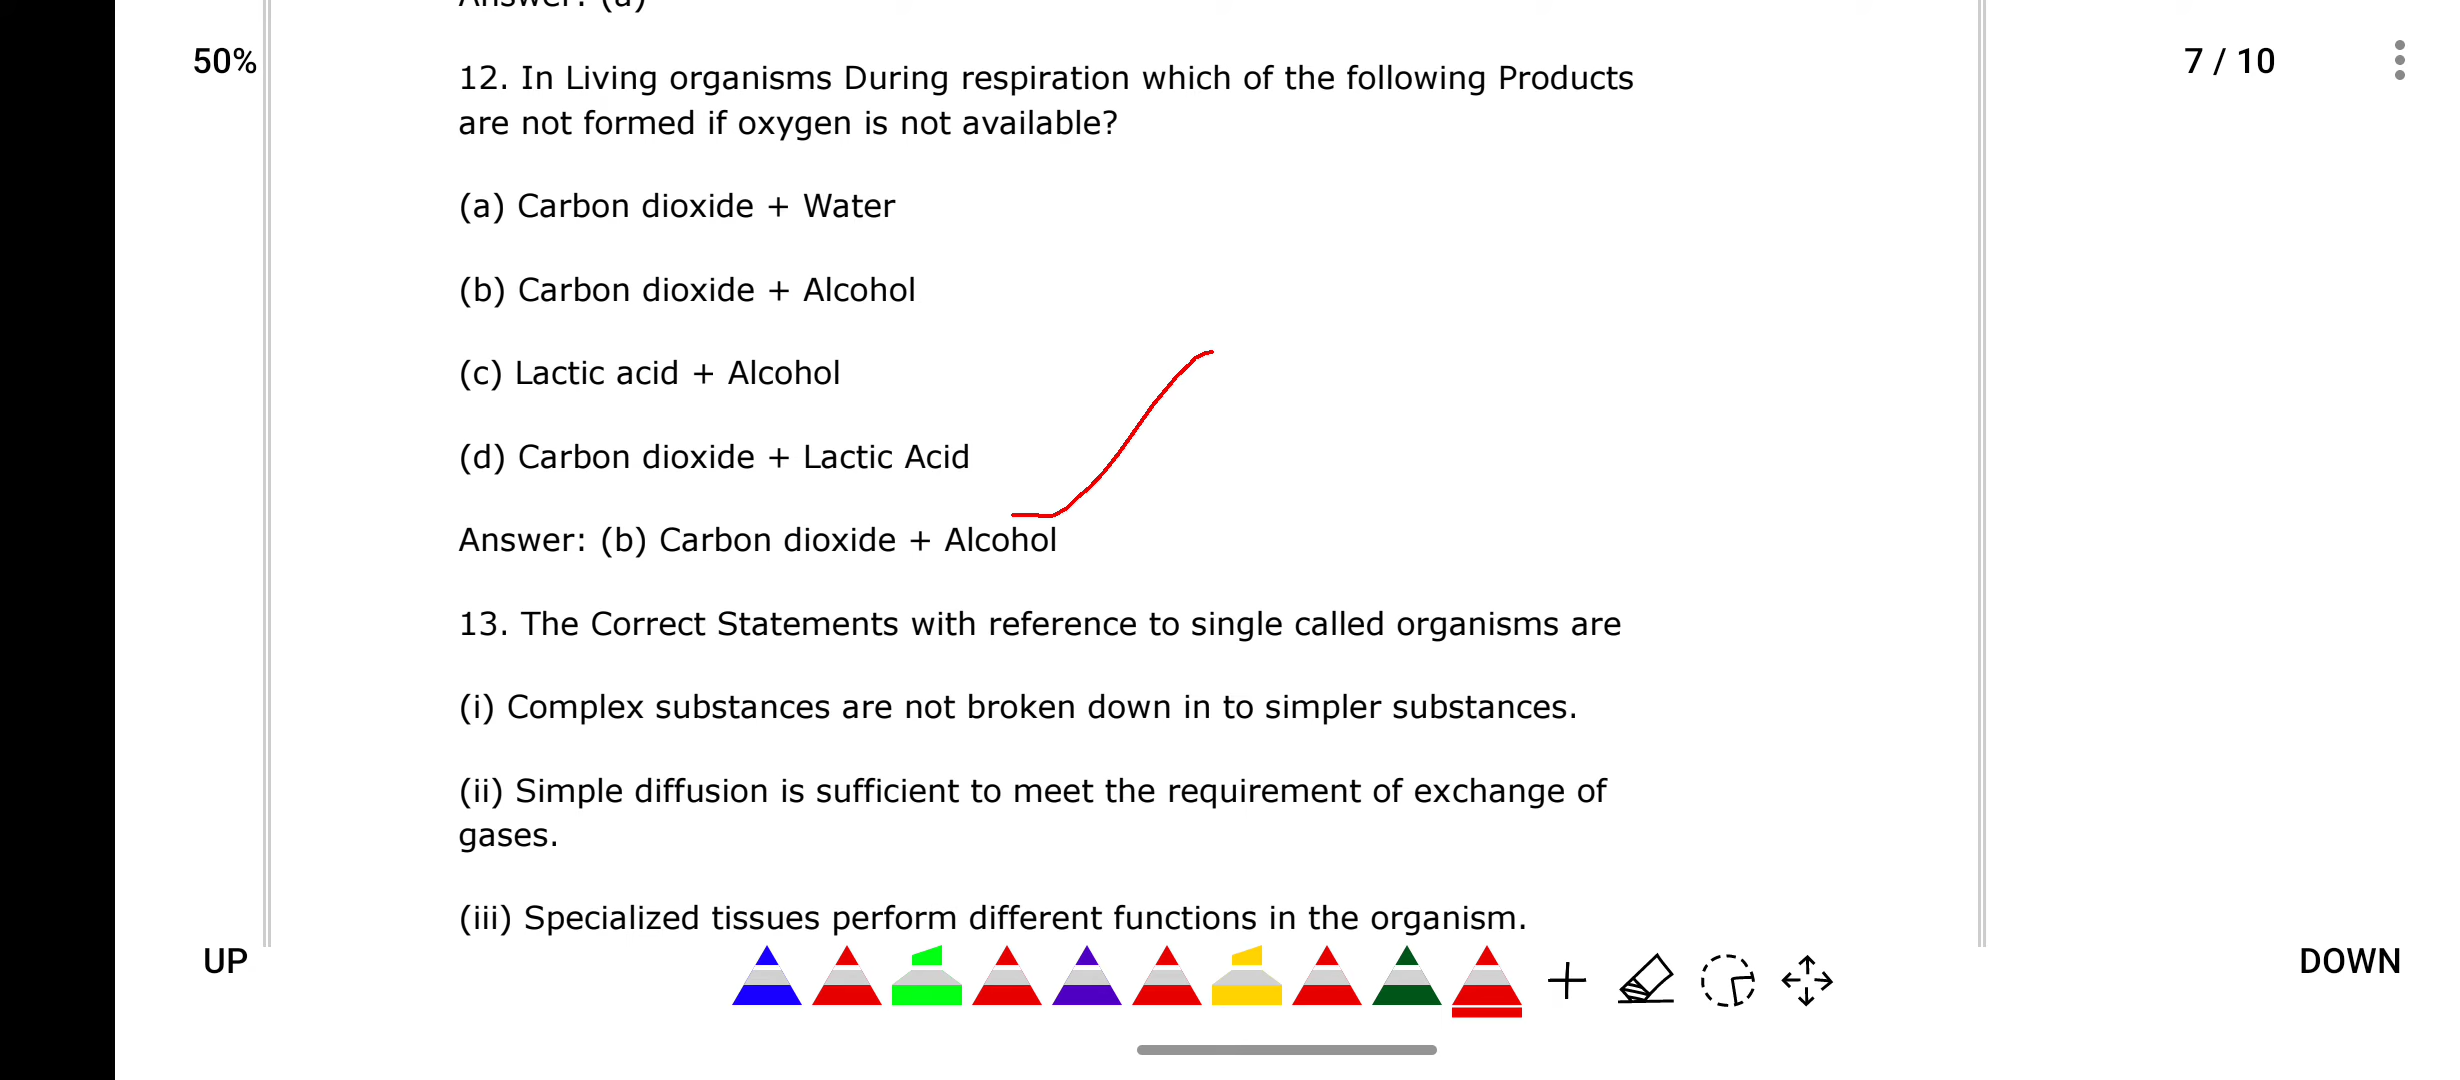 50%
7 / 10
12. In Living organisms During respiration which of the following Products
are not formed if oxygen is not available?
(a) Carbon dioxide + Water
(b) Carbon dioxide + Alcohol
(c) Lactic acid + Alcohol
(d) Carbon dioxide + Lactic Acid
Answer: (b) Carbon dioxide + Alcohol
13. The Correct Statements with reference to single called organisms are
(i) Complex substances are not broken down in to simpler substances.
(ii) Simple diffusion is sufficient to meet the requirement of exchange of
gases.
(iii) Specialized tissues perform different functions in the organism.
UP
DOWN